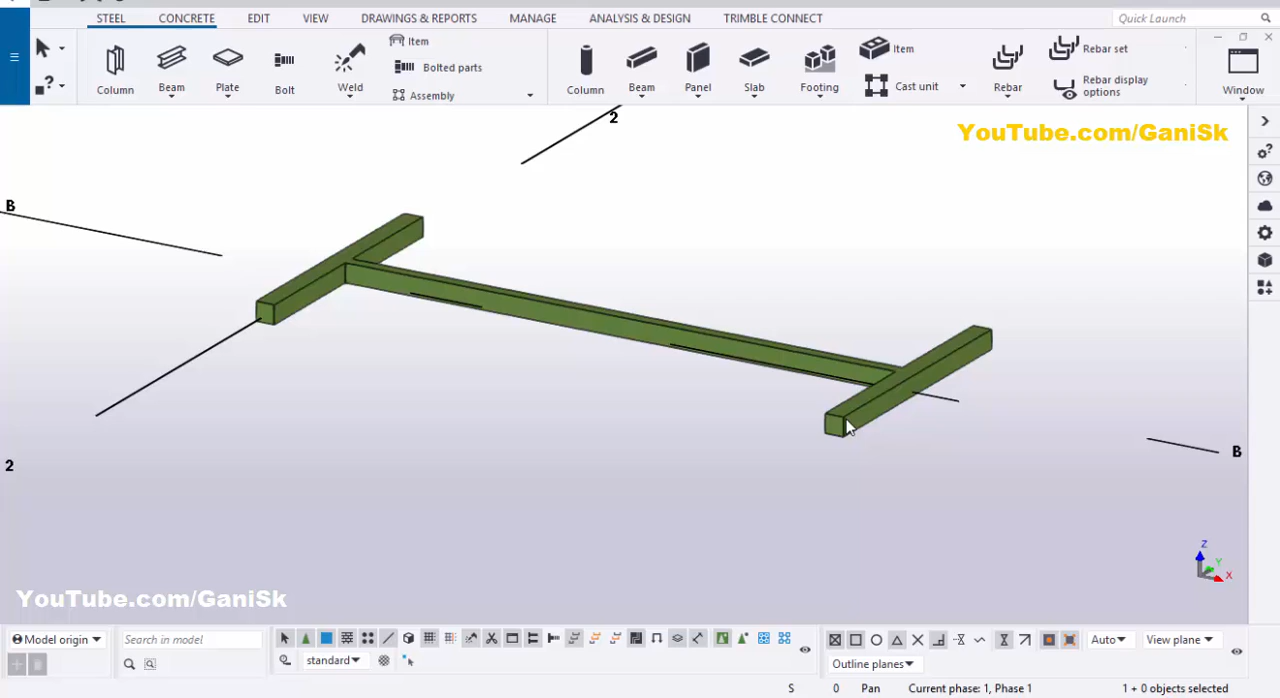 STEEL CONCRETE EDIT VIEW DRAWINGS & REPORTS MANAGE ANALYSIS & DESIGN TRIMBLE CONNECT Quick Launch
Column Beam Plate Bolt Weld
Item
Bolted parts
Assembly
Column Beam Panel Slab Footing
Item
Cast unit
Rebar
Rebar set
Rebar display
options
Window
2
YouTube.com/GaniSk
B
B
2
Z
Y
X
YouTube.com/GaniSk
Model origin Search in model Auto View plane
standard Outline planes
S 0 Pan Current phase: 1, Phase 1 1 + 0 objects selected